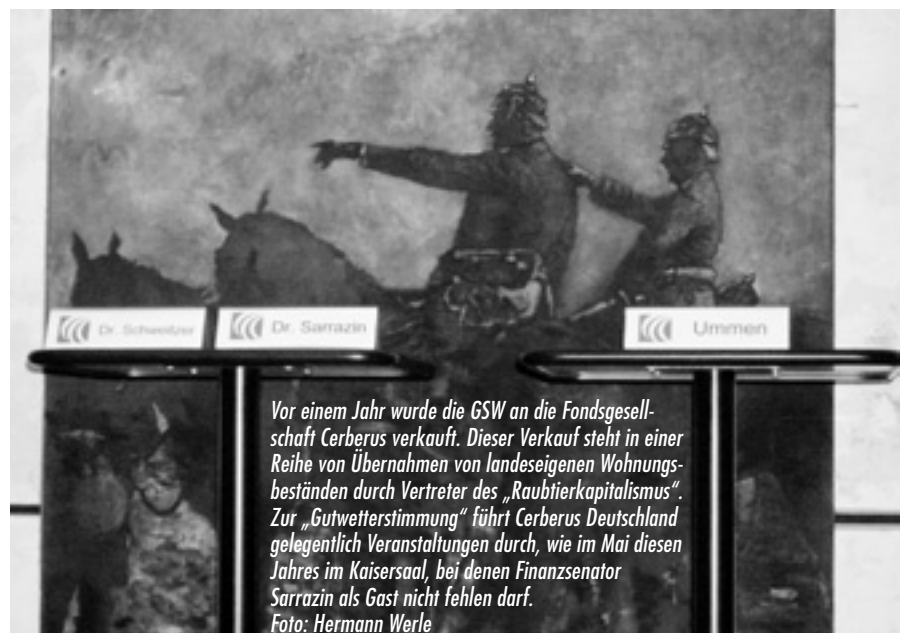 Dr. Schweitzer
Dr. Sarrazin
Ummen
Vor einem Jahr wurde die GSW an die Fondsgesell-
schaft Cerberus verkauft. Dieser Verkauf steht in einer
Reihe von Übernahmen von landeseigenen Wohnungs-
beständen durch Vertreter des „Raubtierkapitalismus“.
Zur „Gutwetterstimmung“ führt Cerberus Deutschland
gelegentlich Veranstaltungen durch, wie im Mai diesen
Jahres im Kaisersaal, bei denen Finanzsenator
Sarrazin als Gast nicht fehlen darf.
Foto: Hermann Werle